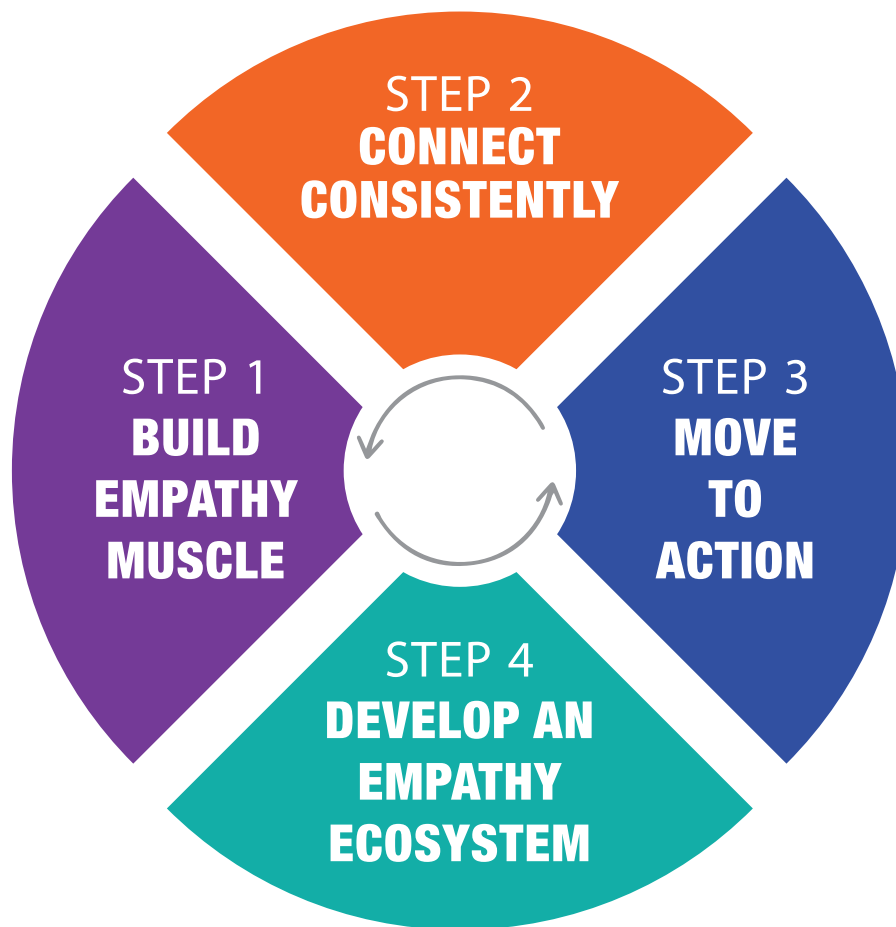 STEP 1
BUILD
EMPATHY
MUSCLE
STEP 2
CONNECT
CONSISTENTLY
STEP 3
MOVE
TO
ACTION
STEP 4
DEVELOP AN
EMPATHY
ECOSYSTEM